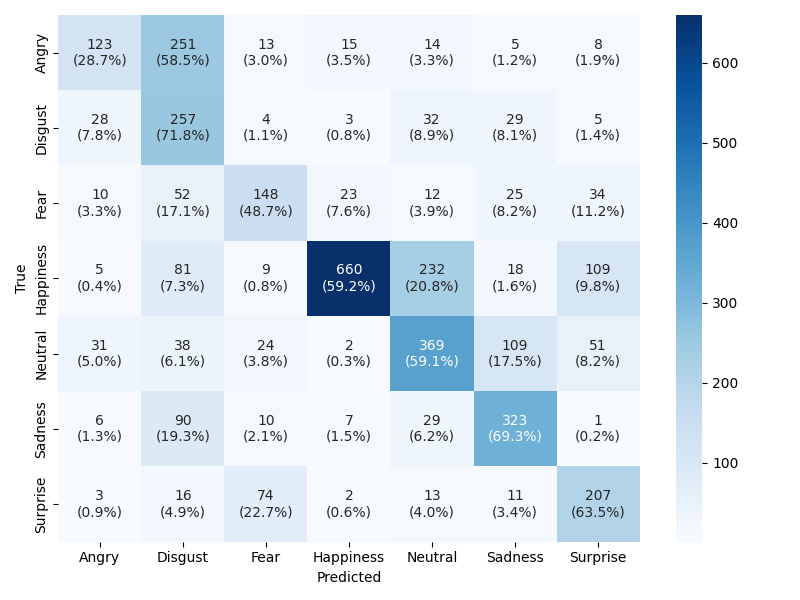 Angry 123 251 13 15 14 5 8
(28.7%) (58.5%) (3.0%) (3.5%) (3.3%) (1.2%) (1.9%)
Disgust 28 257 4 3 32 29 5
(7.8%) (71.8%) (1.1%) (0.8%) (8.9%) (8.1%) (1.4%)
Fear 10 52 148 23 12 25 34
(3.3%) (17.1%) (48.7%) (7.6%) (3.9%) (8.2%) (11.2%)
True
Happiness 5 81 9 660 232 18 109
(0.4%) (7.3%) (0.8%) (59.2%) (20.8%) (1.6%) (9.8%)
Neutral 31 38 24 2 369 109 51
(5.0%) (6.1%) (3.8%) (0.3%) (59.1%) (17.5%) (8.2%)
Sadness 6 90 10 7 29 323 1
(1.3%) (19.3%) (2.1%) (1.5%) (6.2%) (69.3%) (0.2%)
Surprise 3 16 74 2 13 11 207
(0.9%) (4.9%) (22.7%) (0.6%) (4.0%) (3.4%) (63.5%)
Angry Disgust Fear Happiness Neutral Sadness Surprise
Predicted
600
500
400
300
200
100